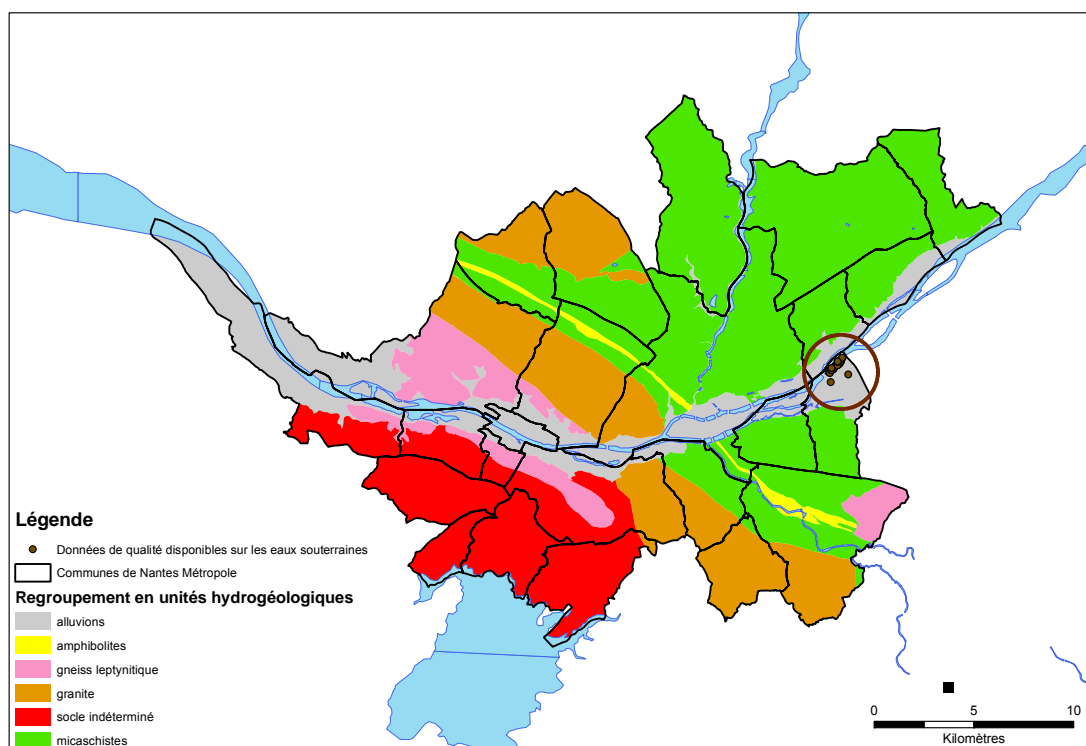 Légende
Données de qualité disponibles sur les eaux souterraines
Communes de Nantes Métropole
Regroupement en unités hydrogéologiques
alluvions
amphibolites
gneiss leptynitique
granite
socle indéterminé
micaschistes
0 5 10
Kilomètres